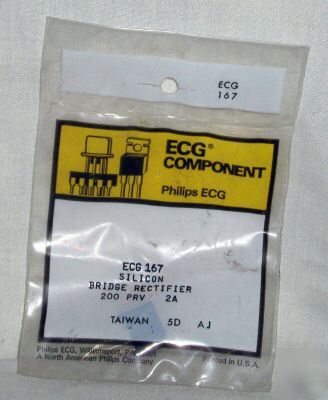 ECG
167
ECG®
COMPONENT
Philips ECG
ECG 167
SILICON
BRIDGE RECTIFIER
200 PRV 2A
TAIWAN 5D AJ
Philips ECG, Williamsport,
A North American Philips Company
Printed in U.S.A.